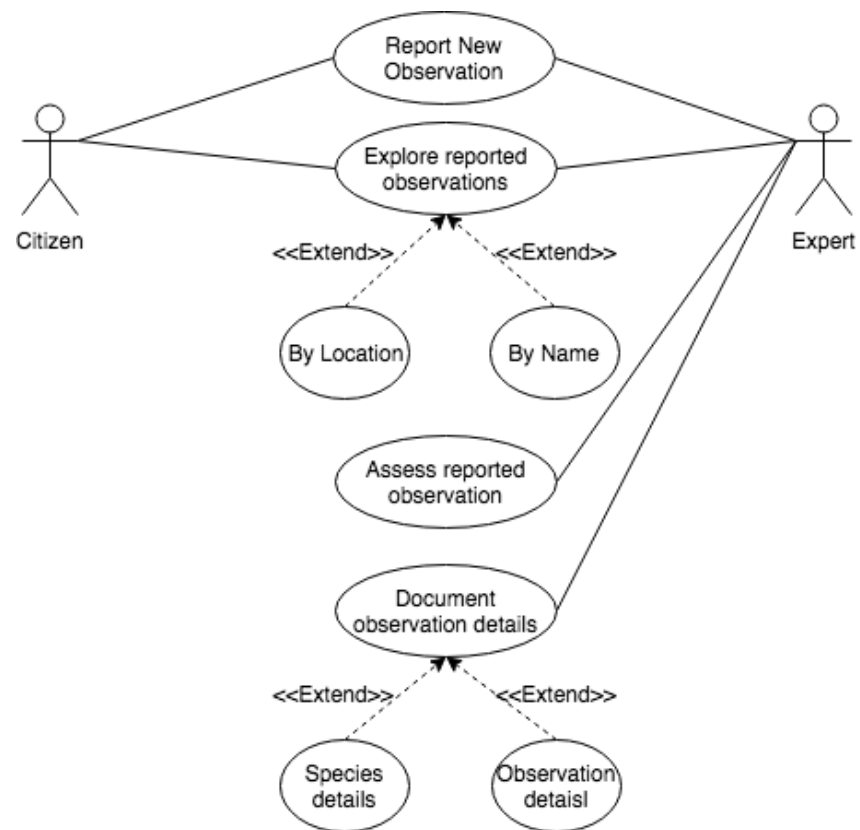 Report New
Observation
Explore reported
observations
Citizen
Expert
<<Extend>>
<<Extend>>
By Location
By Name
Assess reported
observation
Document
observation details
<<Extend>>
<<Extend>>
Species
details
Observation
detaisl